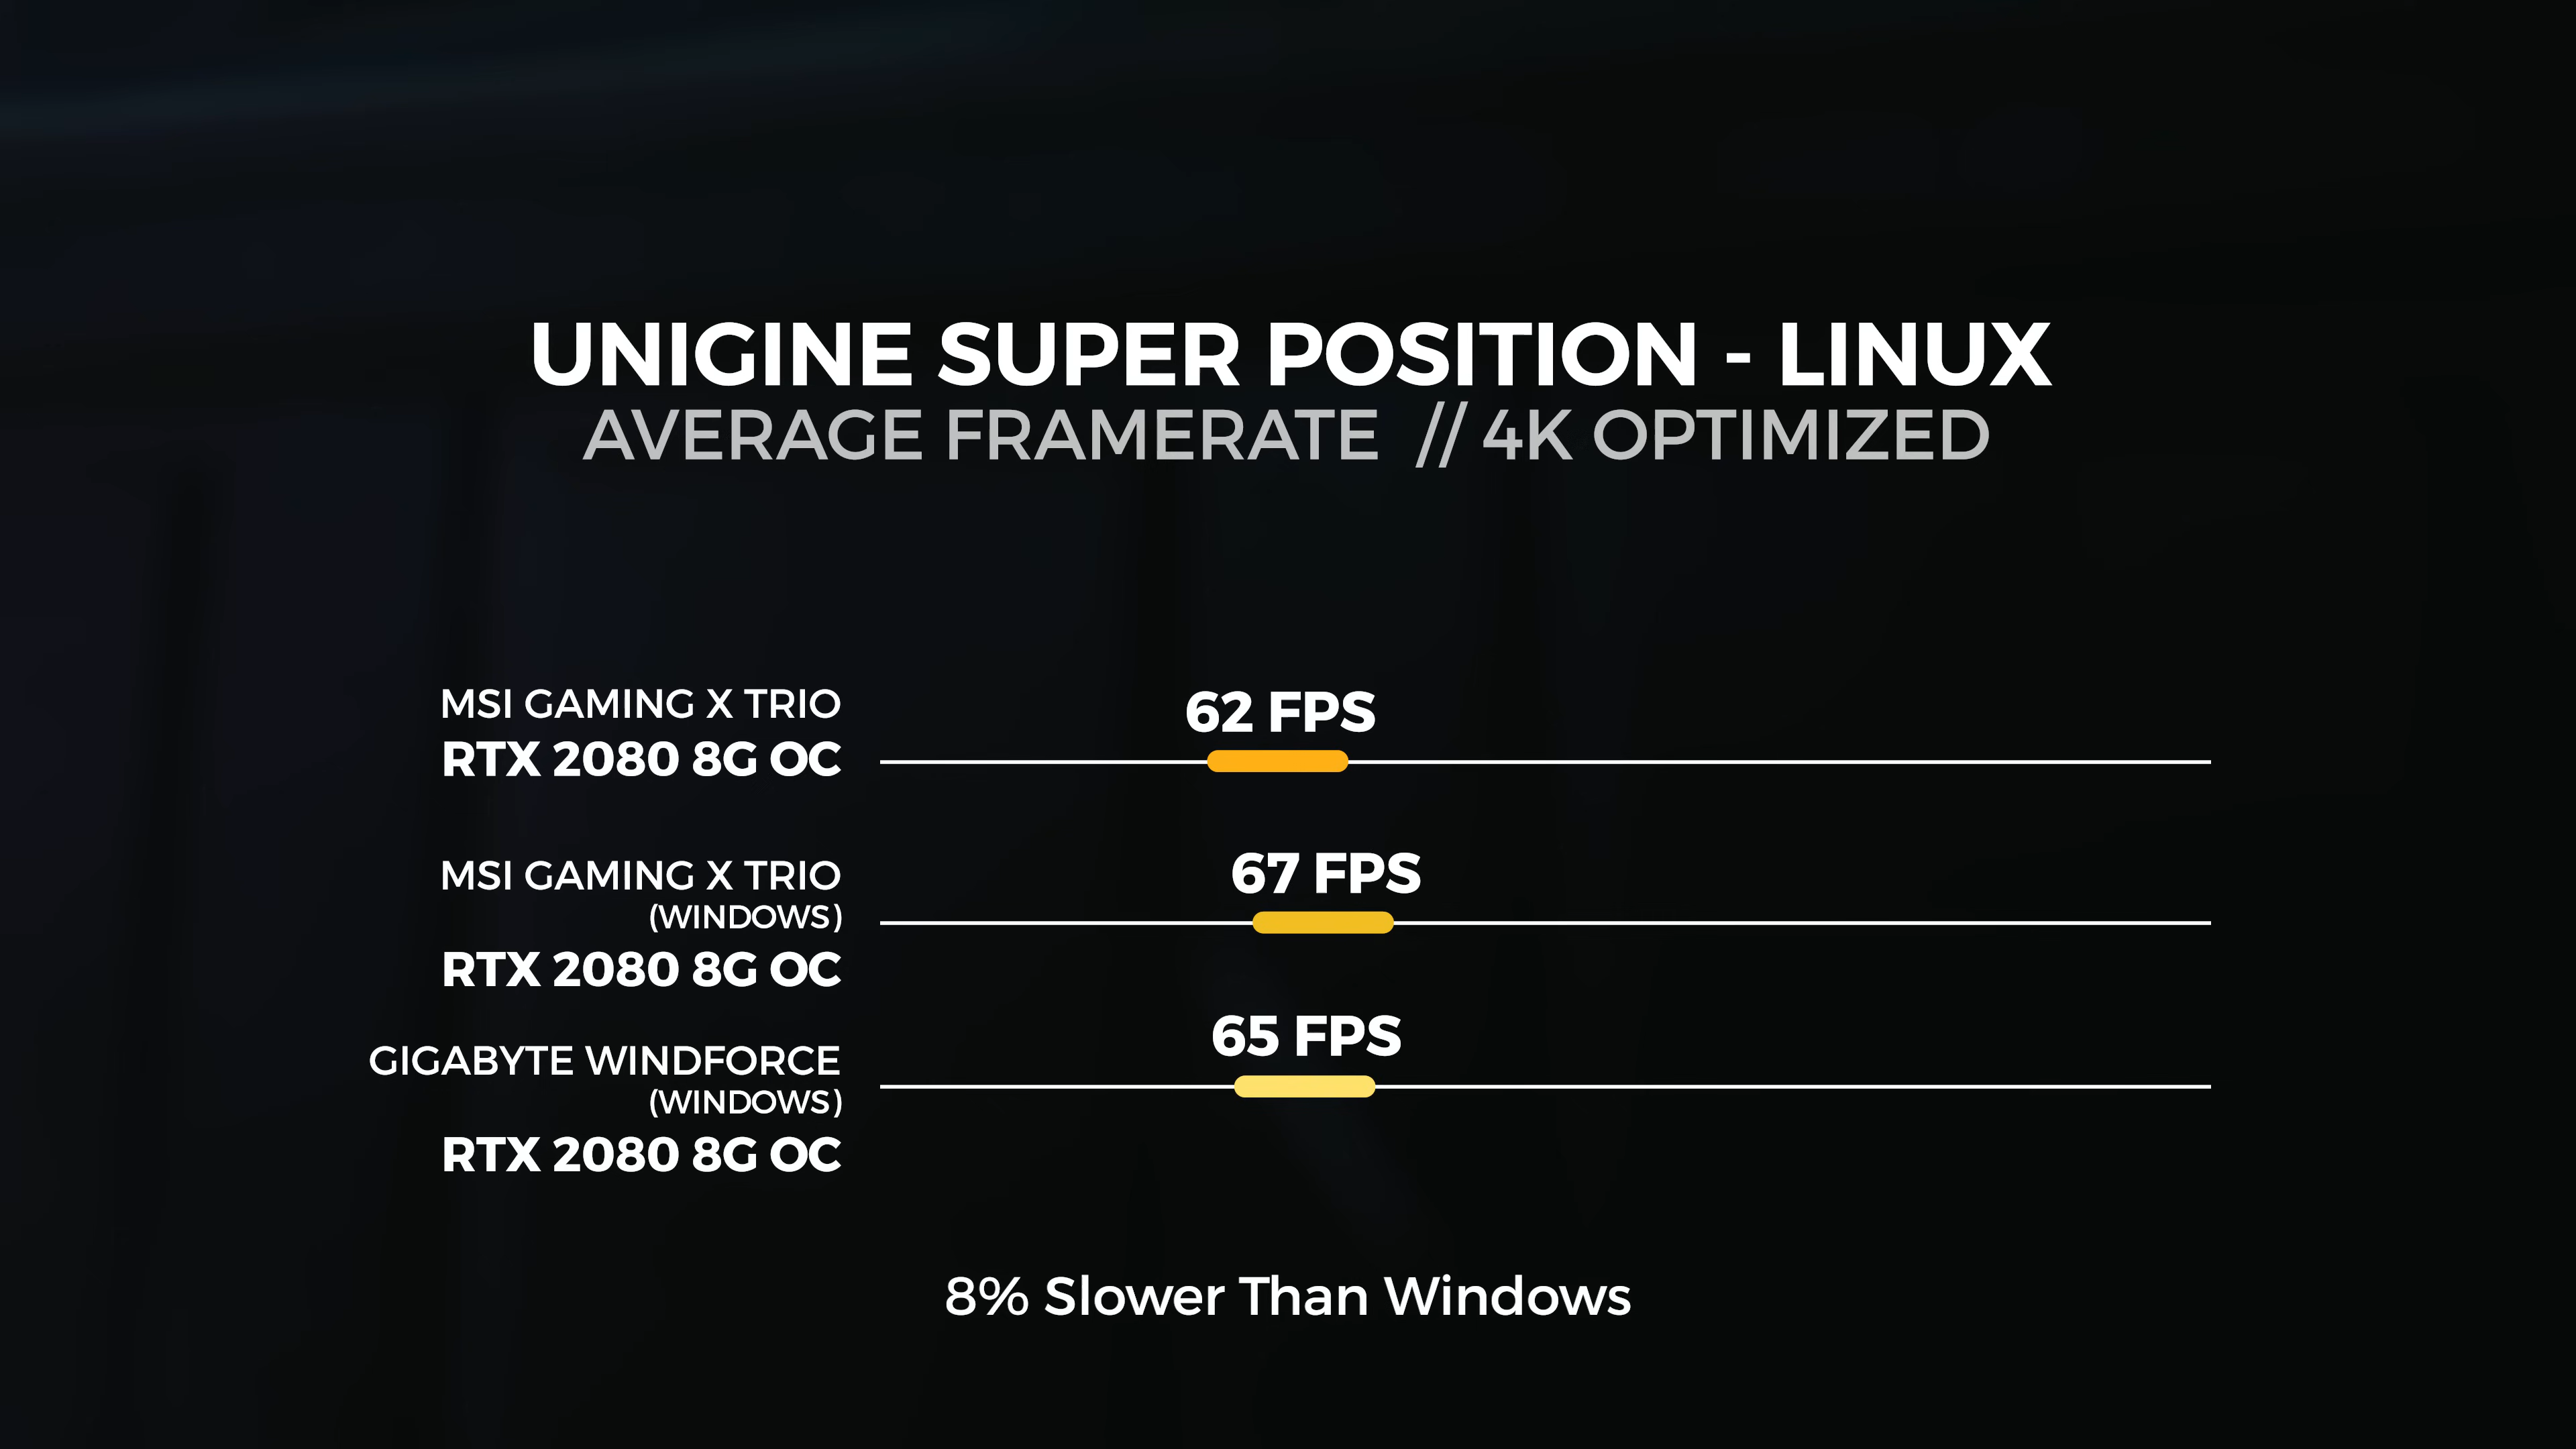 UNIGINE SUPER POSITION - LINUX
AVERAGE FRAMERATE // 4K OPTIMIZED
MSI GAMING X TRIO
RTX 2080 8G OC
62 FPS
MSI GAMING X TRIO
(WINDOWS)
RTX 2080 8G OC
67 FPS
GIGABYTE WINDFORCE
(WINDOWS)
RTX 2080 8G OC
65 FPS
8% Slower Than Windows